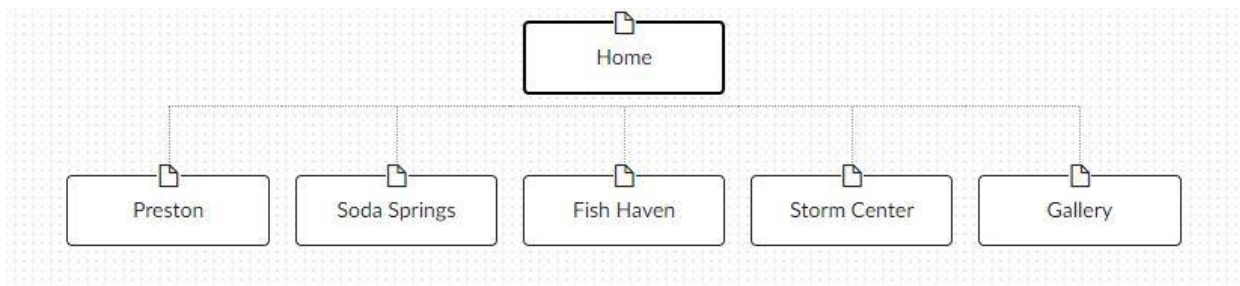 Home
Preston
Soda Springs
Fish Haven
Storm Center
Gallery